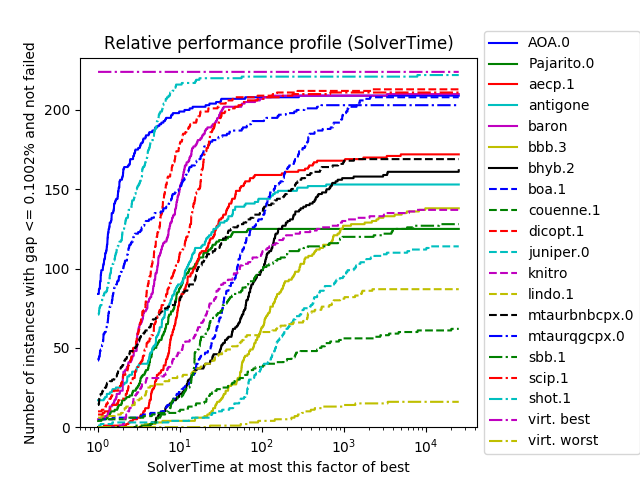 Relative performance profile (SolverTime)
Number of instances with gap <= 0.1002% and not failed
200
150
100
50
0
10^0 10^1 10^2 10^3 10^4
SolverTime at most this factor of best
AOA.0
Pajarito.0
aecp.1
antigone
baron
bbb.3
bhyb.2
boa.1
couenne.1
dicopt.1
juniper.0
knitro
lindo.1
mtaurbnbcpx.0
mtaurqgcpx.0
sbb.1
scip.1
shot.1
virt. best
virt. worst